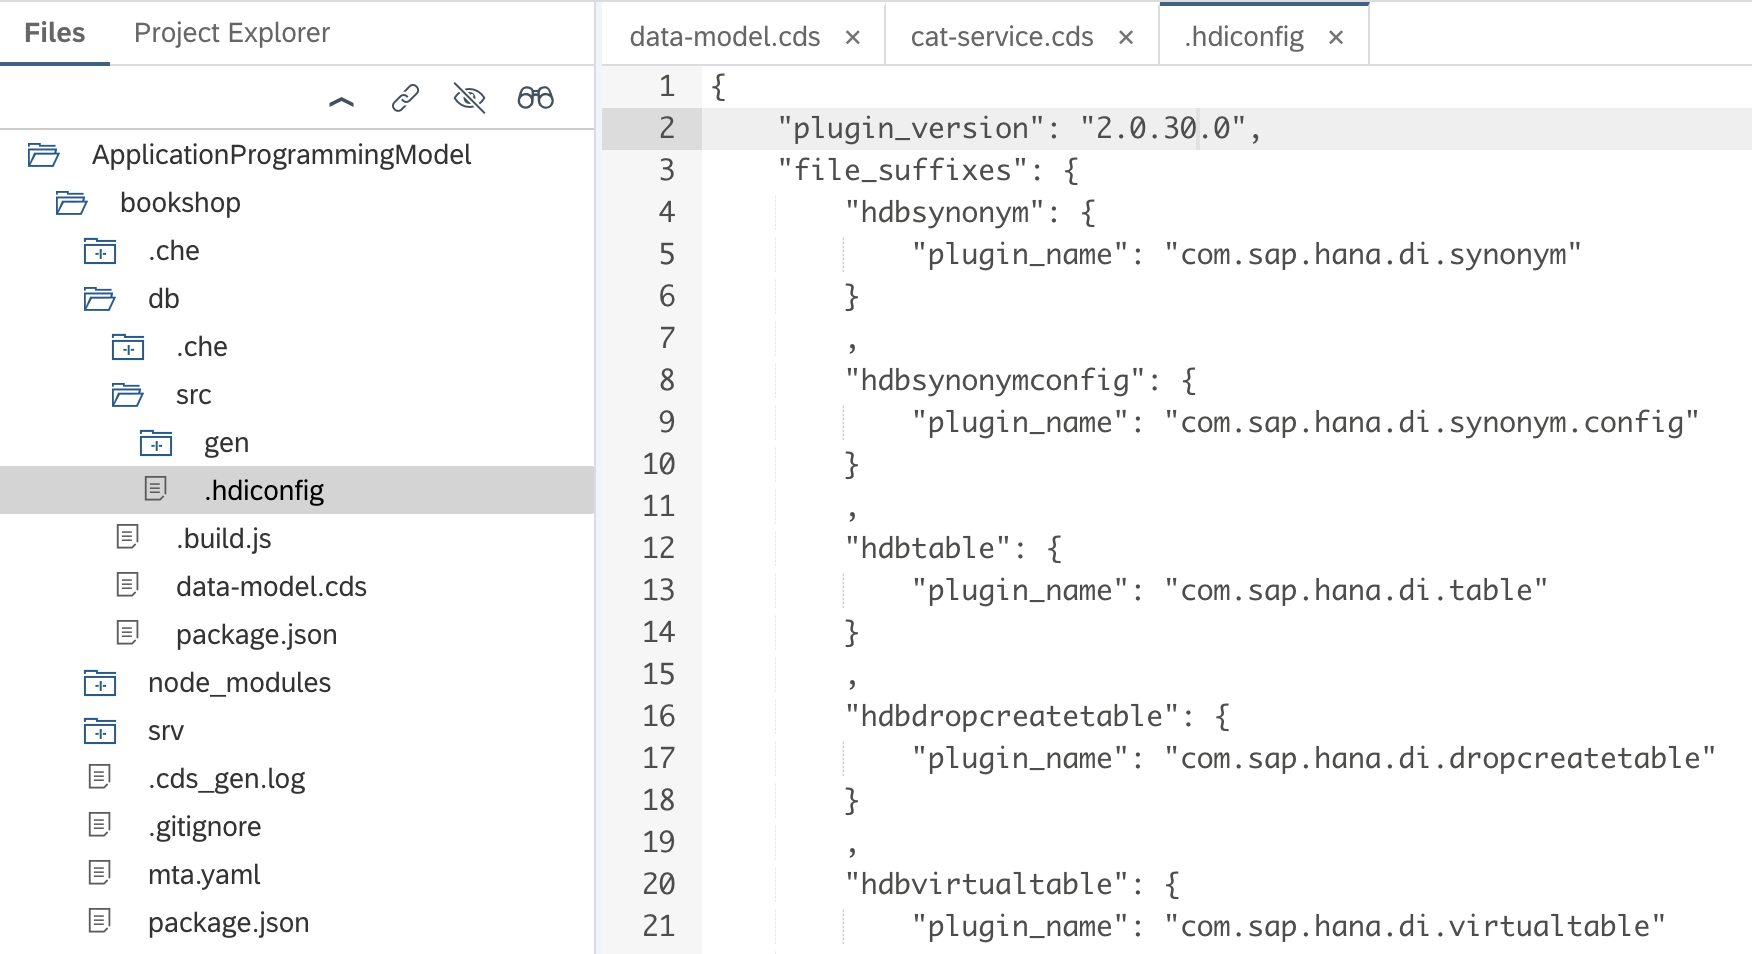 Files Project Explorer
ApplicationProgrammingModel
bookshop
.che
db
.che
src
gen
.hdiconfig
.build.js
data-model.cds
package.json
node_modules
srv
.cds_gen.log
.gitignore
mta.yaml
package.json
data-model.cds × cat-service.cds × .hdiconfig ×
1 {
2 "plugin_version": "2.0.30.0",
3 "file_suffixes": {
4 "hdbsynonym": {
5 "plugin_name": "com.sap.hana.di.synonym"
6 }
7 ,
8 "hdbsynonymconfig": {
9 "plugin_name": "com.sap.hana.di.synonym.config"
10 }
11 ,
12 "hdbtable": {
13 "plugin_name": "com.sap.hana.di.table"
14 }
15 ,
16 "hdbdropcreatetable": {
17 "plugin_name": "com.sap.hana.di.dropcreatetable"
18 }
19 ,
20 "hdbvirtualtable": {
21 "plugin_name": "com.sap.hana.di.virtualtable"